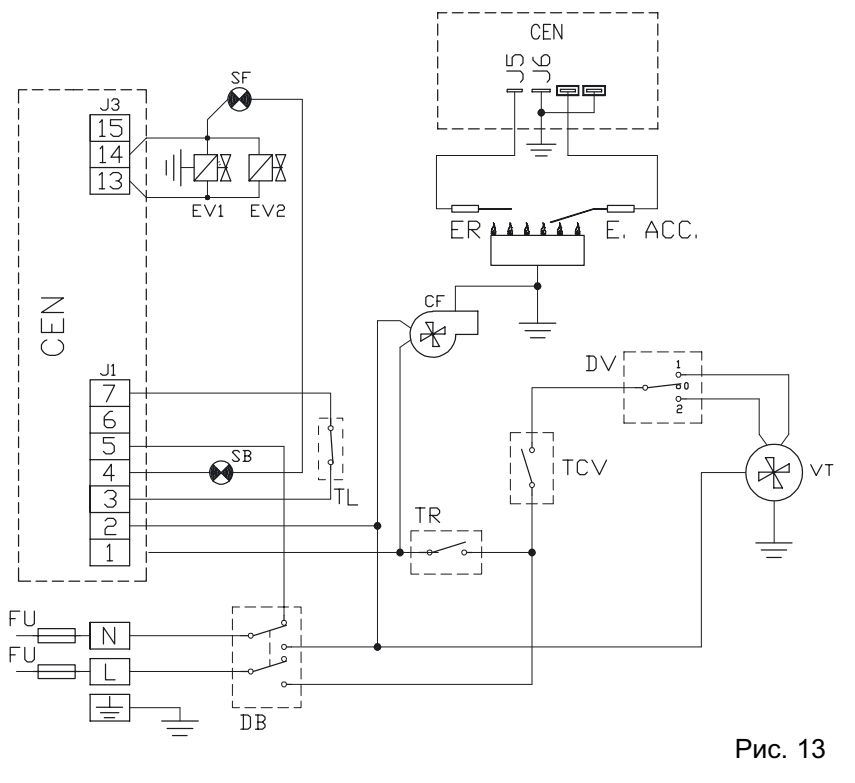 CEN
J5
J6
SF
J3
15
14
13
EV1
EV2
ER
E. ACC.
CEN
CF
DV
1
0
2
J1
7
6
5
4
3
2
1
SB
TL
TCV
VT
TR
FU
N
FU
L
DB
Рис. 13